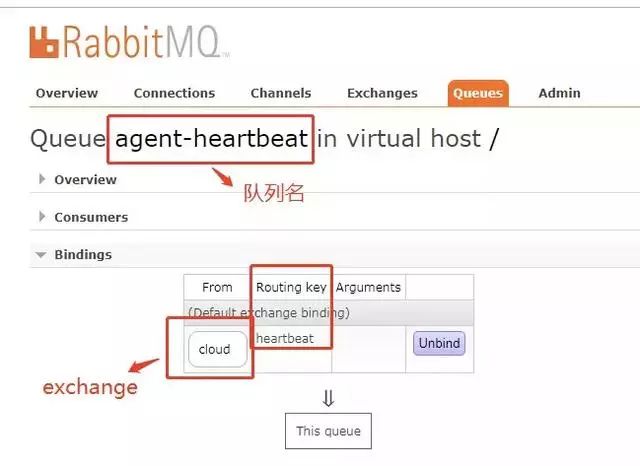 RabbitMQ™
Overview Connections Channels Exchanges Queues Admin
Queue agent-heartbeat in virtual host /
队列名
Overview
Consumers
Bindings
From Routing key Arguments
(Default exchange binding)
cloud heartbeat Unbind
exchange
⇓
This queue